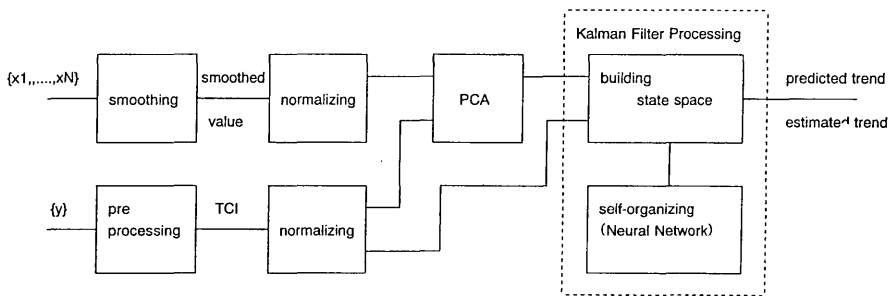 Kalman Filter Processing
{x1,,....,xN}
smoothing
smoothed
value
normalizing
PCA
building
state space
predicted trend
estimated trend
{y}
pre
processing
TCI
normalizing
self-organizing
(Neural Network)